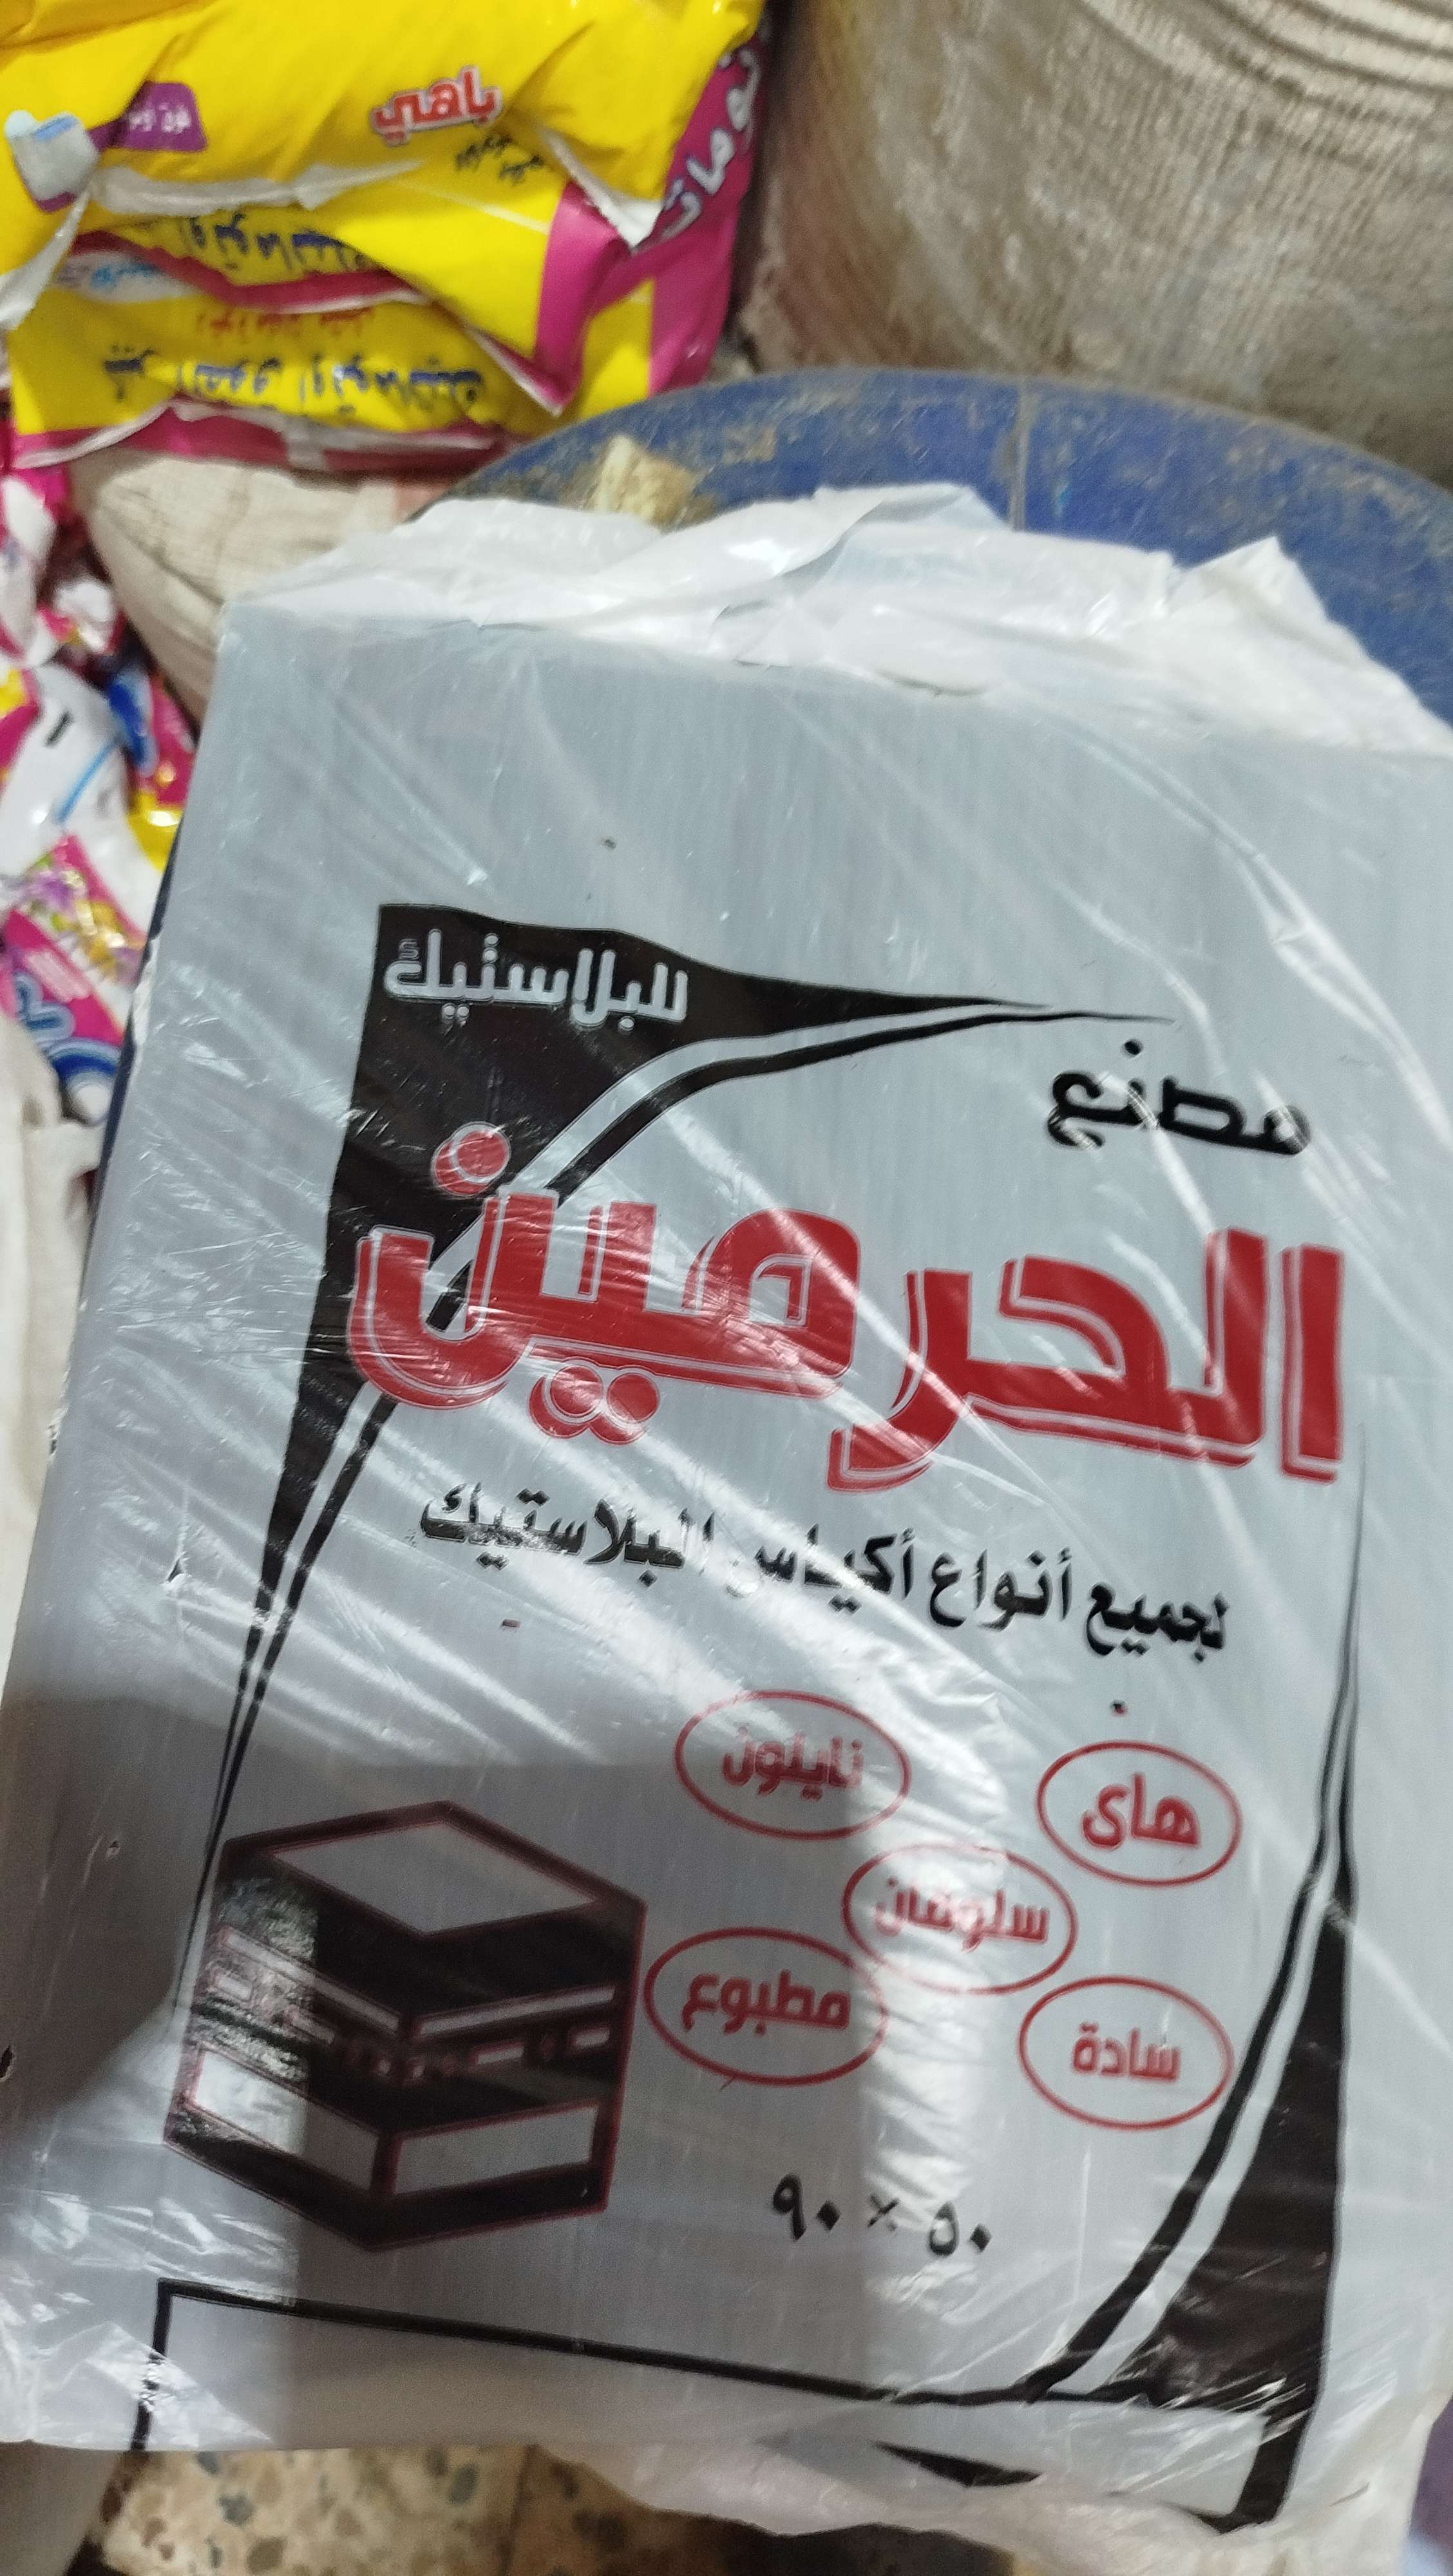 باهي
للبلاستيك
مصنع
الحرمين
لجميع أنواع أكياس البلاستيك
هاى
نايلون
سلوفان
سادة
مطبوع
٥٠ × ٩٠